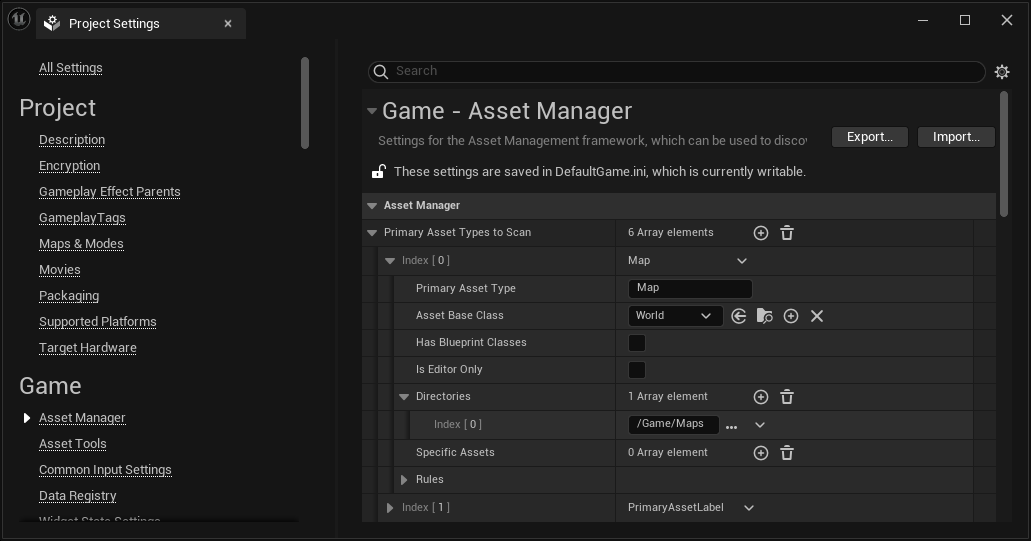 Project Settings
All Settings
Project
Description
Encryption
Gameplay Effect Parents
GameplayTags
Maps & Modes
Movies
Packaging
Supported Platforms
Target Hardware
Game
Asset Manager
Asset Tools
Common Input Settings
Data Registry
Widget State Settings
Search
Game - Asset Manager
Settings for the Asset Management framework, which can be used to discov
Export...
Import...
These settings are saved in DefaultGame.ini, which is currently writable.
Asset Manager
Primary Asset Types to Scan 6 Array elements
Index [ 0 ] Map
Primary Asset Type Map
Asset Base Class World
Has Blueprint Classes
Is Editor Only
Directories 1 Array element
Index [ 0 ] /Game/Maps ...
Specific Assets 0 Array element
Rules
Index [ 1 ] PrimaryAssetLabel